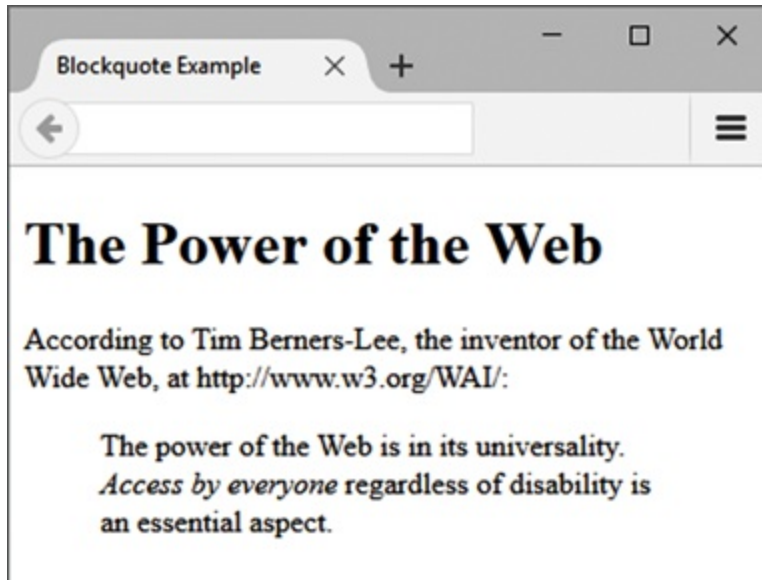 Blockquote Example
The Power of the Web
According to Tim Berners-Lee, the inventor of the World
Wide Web, at http://www.w3.org/WAI/:
The power of the Web is in its universality.
Access by everyone regardless of disability is
an essential aspect.